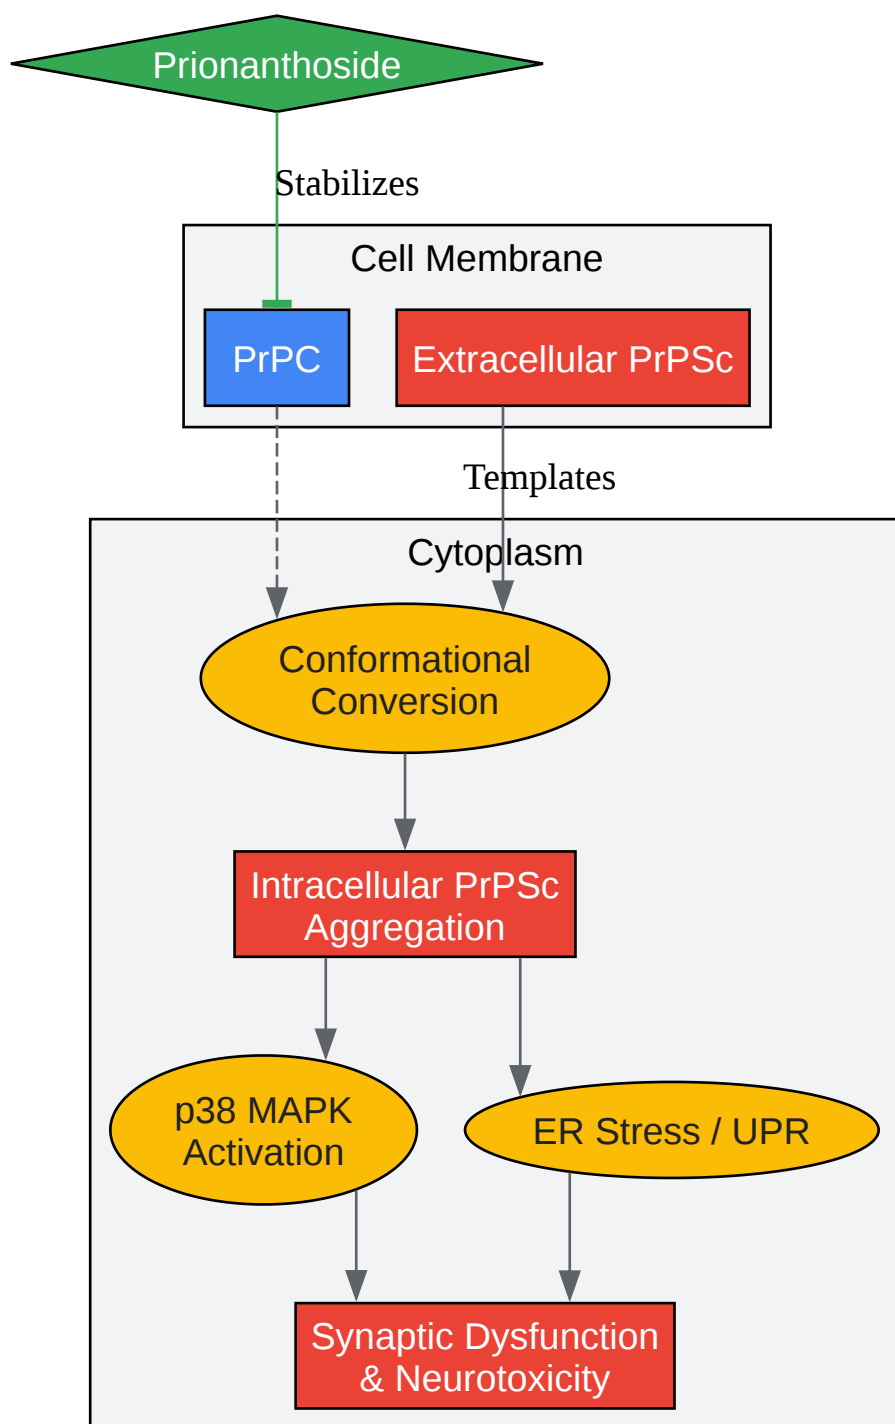 Prionanthoside
Stabilizes
Cell Membrane
PrPC
Extracellular PrPSc
Templates
Cytoplasm
Conformational
Conversion
Intracellular PrPSc
Aggregation
p38 MAPK
Activation
ER Stress / UPR
Synaptic Dysfunction
& Neurotoxicity